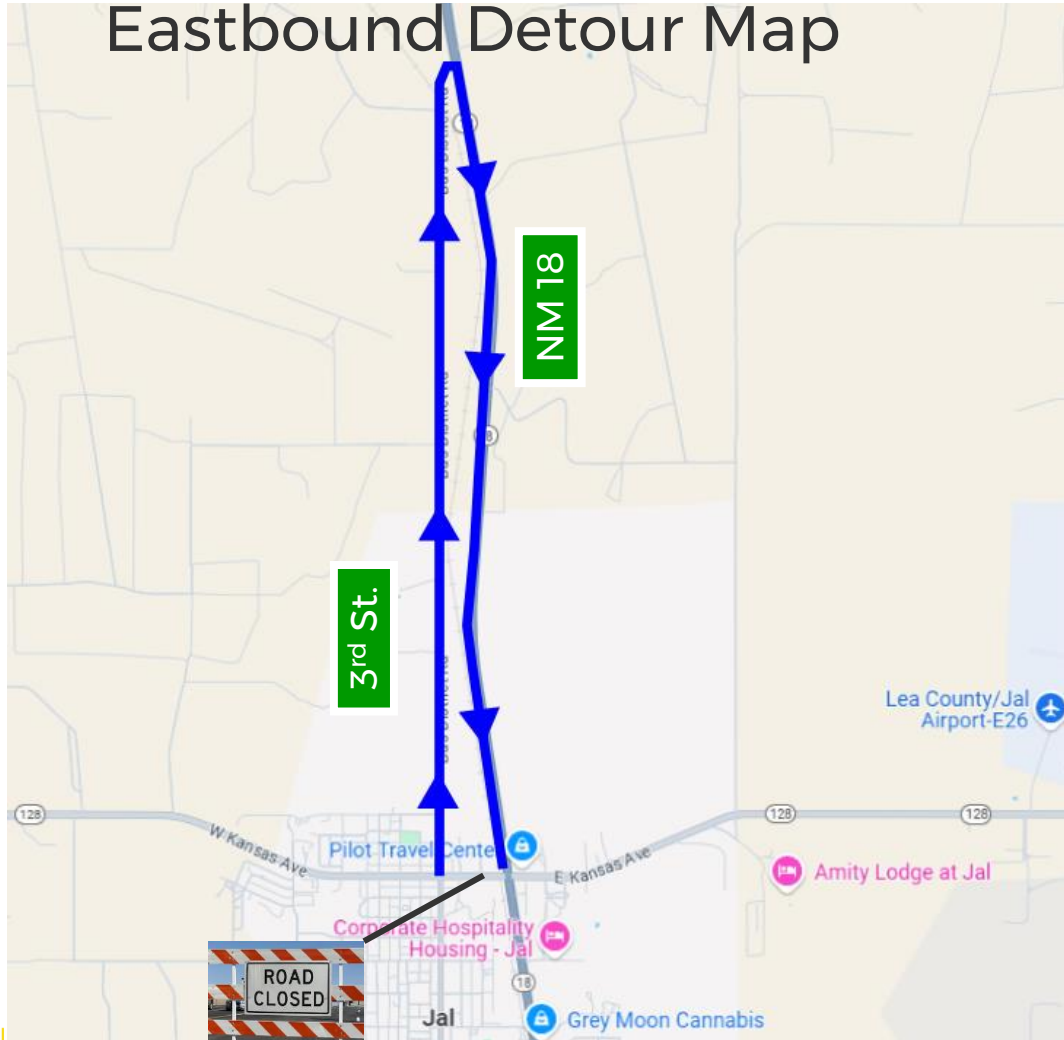 Eastbound Detour Map
NM 18
3rd St.
Lea County/Jal
Airport-E26
128
128
128
W Kansas Ave
Pilot Travel Center
E Kansas Ave
Amity Lodge at Jal
Corporate Hospitality
Housing - Jal
ROAD
CLOSED
18
Jal
Grey Moon Cannabis